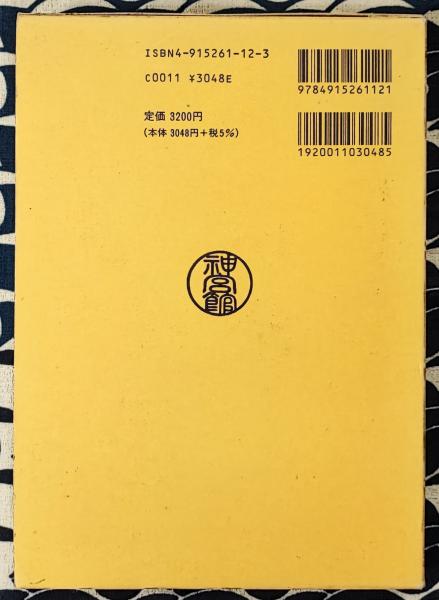 ISBN4-915261-12-3
C0011 ¥3048E
定価 3200円
(本体 3048円+税5%)
9784915261121
1920011030485
神宮館